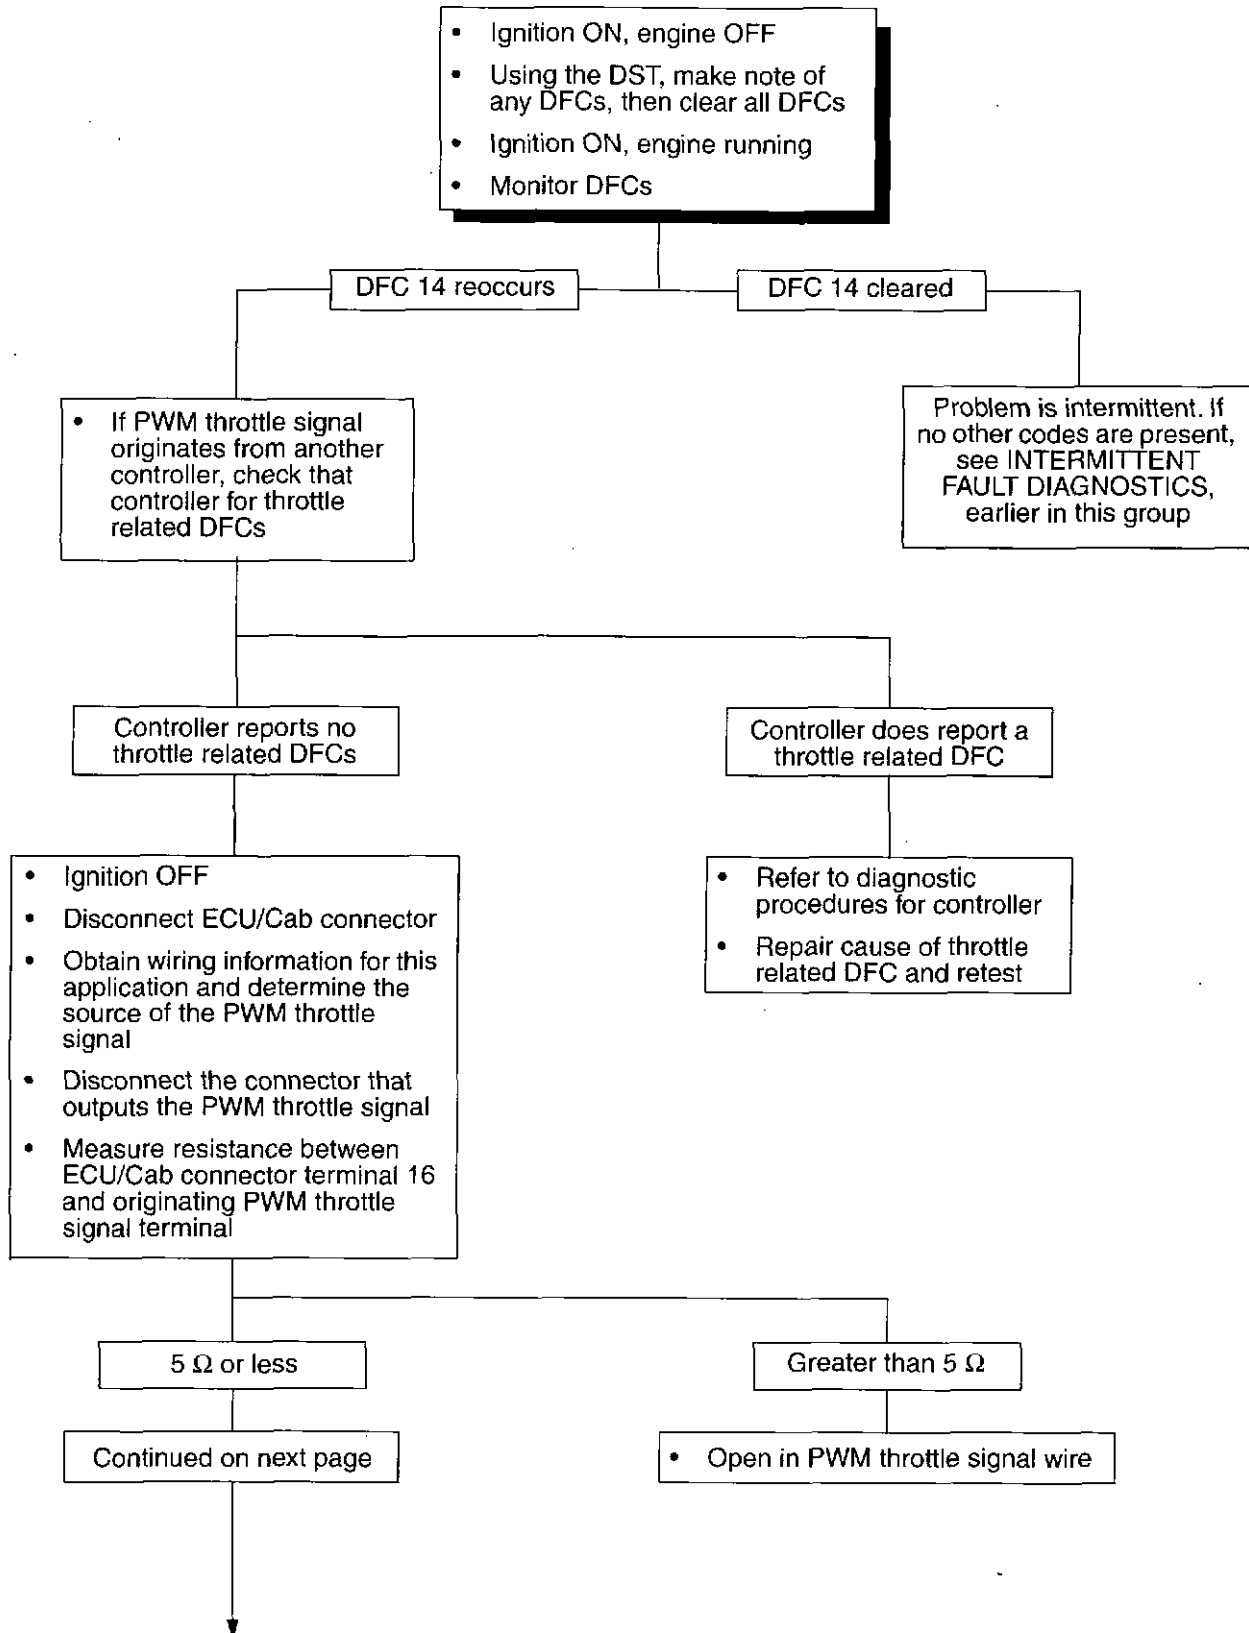 • Ignition ON, engine OFF
• Using the DST, make note of
any DFCs, then clear all DFCs
• Ignition ON, engine running
• Monitor DFCs
DFC 14 reoccurs
DFC 14 cleared
• If PWM throttle signal
originates from another
controller, check that
controller for throttle
related DFCs
Problem is intermittent. If
no other codes are present,
see INTERMITTENT
FAULT DIAGNOSTICS,
earlier in this group
Controller reports no
throttle related DFCs
Controller does report a
throttle related DFC
• Ignition OFF
• Disconnect ECU/Cab connector
• Obtain wiring information for this
application and determine the
source of the PWM throttle
signal
• Disconnect the connector that
outputs the PWM throttle signal
• Measure resistance between
ECU/Cab connector terminal 16
and originating PWM throttle
signal terminal
• Refer to diagnostic
procedures for controller
• Repair cause of throttle
related DFC and retest
5 Ω or less
Greater than 5 Ω
Continued on next page
• Open in PWM throttle signal wire